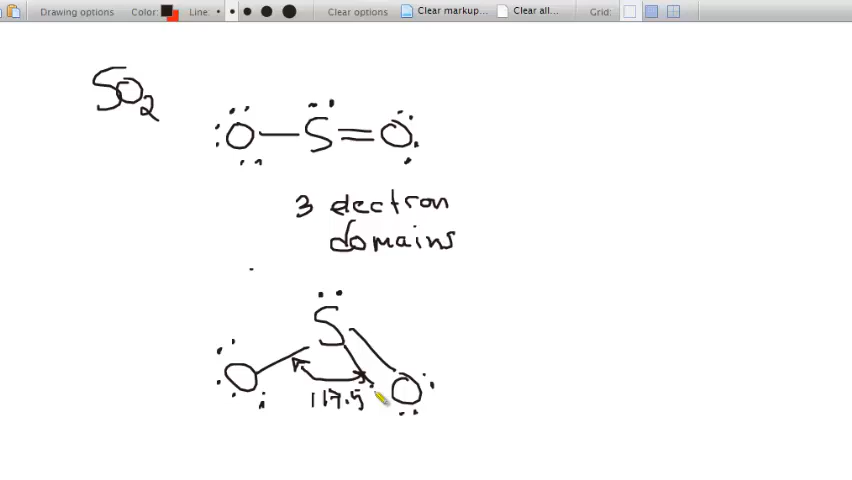 Drawing options Color: Line: Clear options Clear markup... Clear all... Grid:
SO2
O S O
3 electron
domains
S
O O
117.5